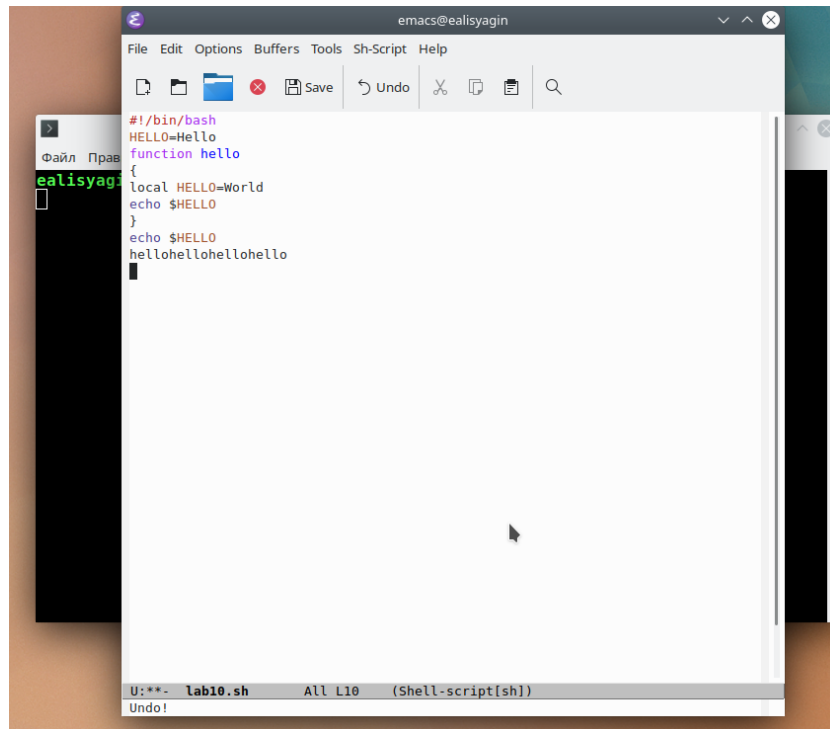 emacs@ealisyagin
File Edit Options Buffers Tools Sh-Script Help
Save Undo
Файл Прав
ealisyagi
#!/bin/bash
HELLO=Hello
function hello
{
local HELLO=World
echo $HELLO
}
echo $HELLO
hellohellohellohello
U:**- lab10.sh All L10 (Shell-script[sh])
Undo!